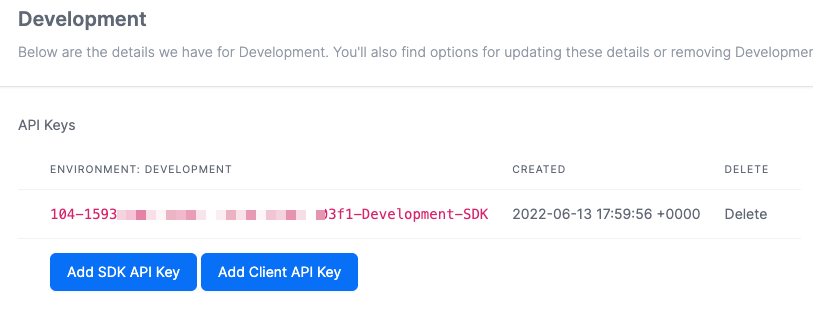 Development
Below are the details we have for Development. You'll also find options for updating these details or removing
API Keys
ENVIRONMENT: DEVELOPMENT CREATED DELETE
104-1593 3f1-Development-SDK 2022-06-13 17:59:56 +0000 Delete
Add SDK API Key Add Client API Key